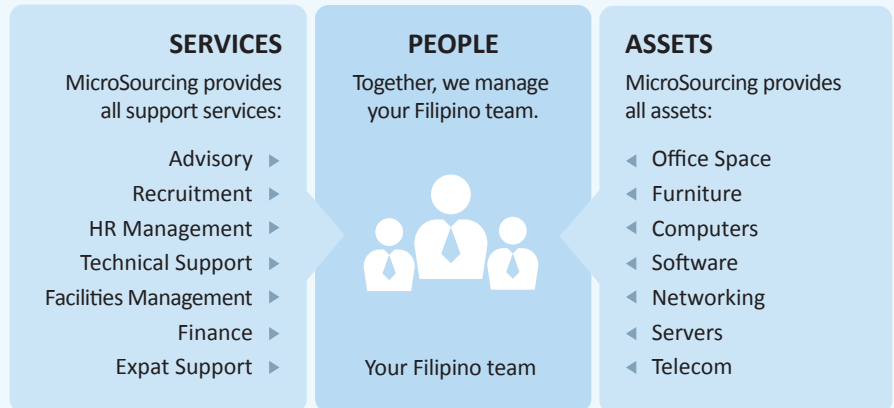 SERVICES
MicroSourcing provides
all support services:
Advisory
Recruitment
HR Management
Technical Support
Facilities Management
Finance
Expat Support
PEOPLE
Together, we manage
your Filipino team.
Your Filipino team
ASSETS
MicroSourcing provides
all assets:
Office Space
Furniture
Computers
Software
Networking
Servers
Telecom